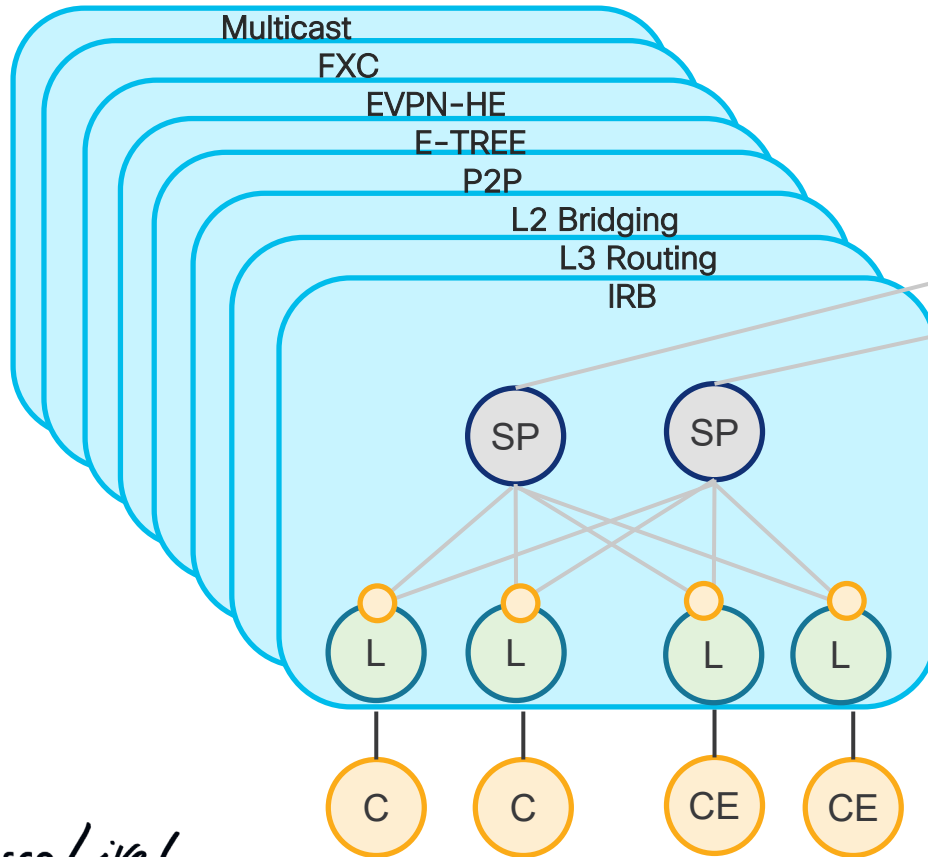 Multicast
FXC
EVPN-HE
E-TREE
P2P
L2 Bridging
L3 Routing
IRB
SP SP
L L L L
C C CE CE